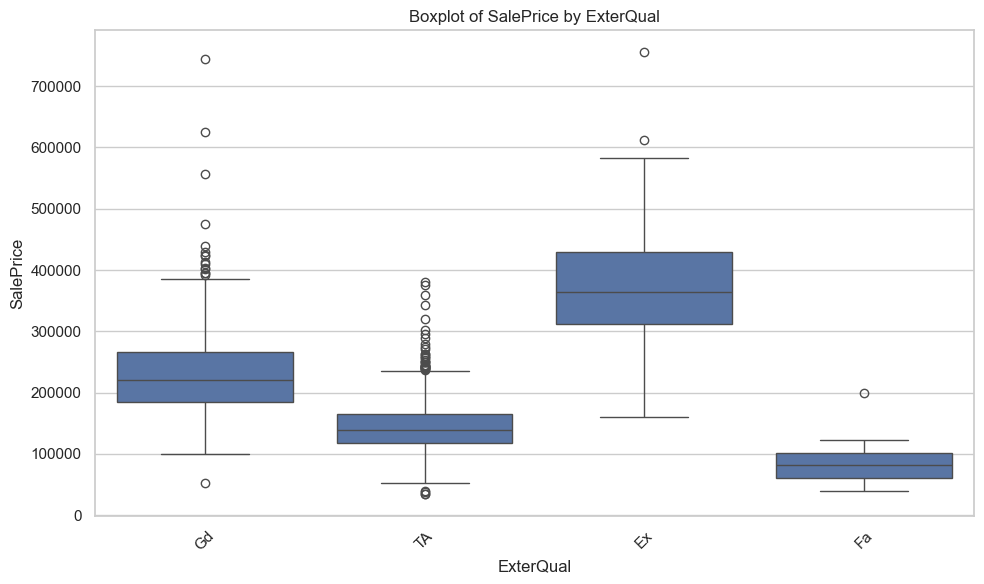 Boxplot of SalePrice by ExterQual
SalePrice
700000
600000
500000
400000
300000
200000
100000
0
Gd
TA
Ex
Fa
ExterQual